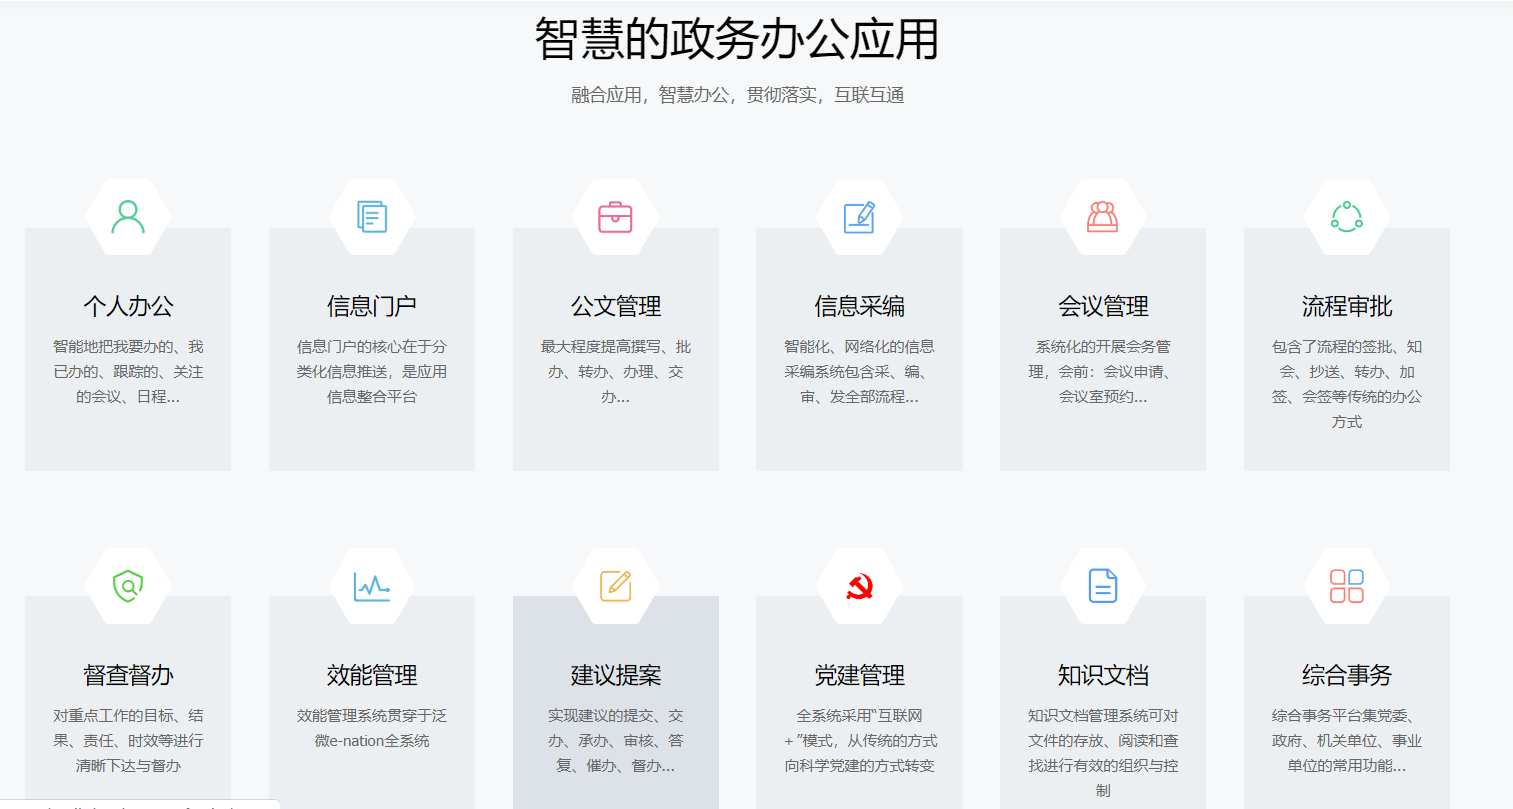 智慧的政务办公应用
融合应用，智慧办公，贯彻落实，互联互通
个人办公
智能地把我要办的、我
已办的、跟踪的、关注
的会议、日程...
信息门户
信息门户的核心在于分
类化信息推送，是应用
信息整合平台
公文管理
最大程度提高撰写、批
办、转办、办理、交
办...
信息采编
智能化、网络化的信息
采编系统包含采、编、
审、发全部流程...
会议管理
系统化的开展会务管
理，会前：会议申请、
会议室预约...
流程审批
包含了流程的签批、知
会、抄送、转办、加
签、会签等传统的办公
方式
督查督办
对重点工作的目标、结
果、责任、时效等进行
清晰下达与督办
效能管理
效能管理系统贯穿于泛
微e-nation全系统
建议提案
实现建议的提交、交
办、承办、审核、答
复、催办、督办...
党建管理
全系统采用“互联网
+ ”模式，从传统的方式
向科学党建的方式转变
知识文档
知识文档管理系统可对
文件的存放、阅读和查
找进行有效的组织与控
制
综合事务
综合事务平台集党委、
政府、机关单位、事业
单位的常用功能...